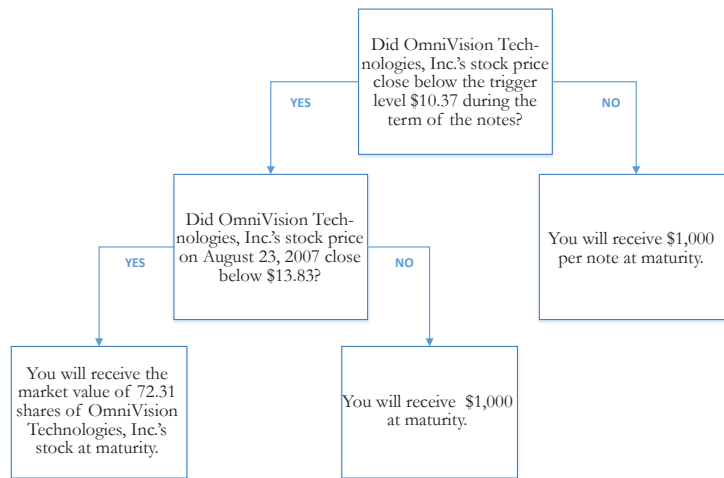 Did OmniVision Tech-
nologies, Inc.'s stock price
close below the trigger
level $10.37 during the
term of the notes?
YES
NO
Did OmniVision Tech-
nologies, Inc.'s stock price
on August 23, 2007 close
below $13.83?
You will receive $1,000
per note at maturity.
YES
NO
You will receive the
market value of 72.31
shares of OmniVision
Technologies, Inc.'s
stock at maturity.
You will receive $1,000
at maturity.